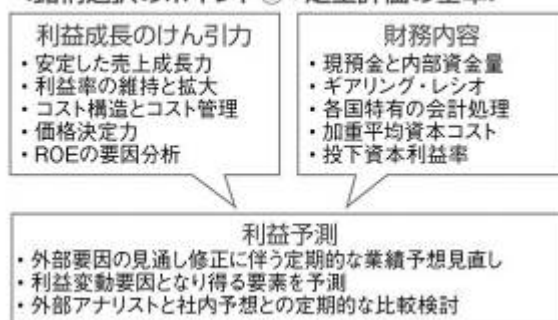 利益成長のけん引力
・安定した売上成長力
・利益率の維持と拡大
・コスト構造とコスト管理
・価格決定力
・ROEの要因分析
財務内容
・現預金と内部資金量
・ギアリング・レシオ
・各国特有の会計処理
・加重平均資本コスト
・投下資本利益率
利益予測
・外部要因の見通し修正に伴う定期的な業績予想見直し
・利益変動要因となり得る要素を予測
・外部アナリストと社内予想との定期的な比較検討